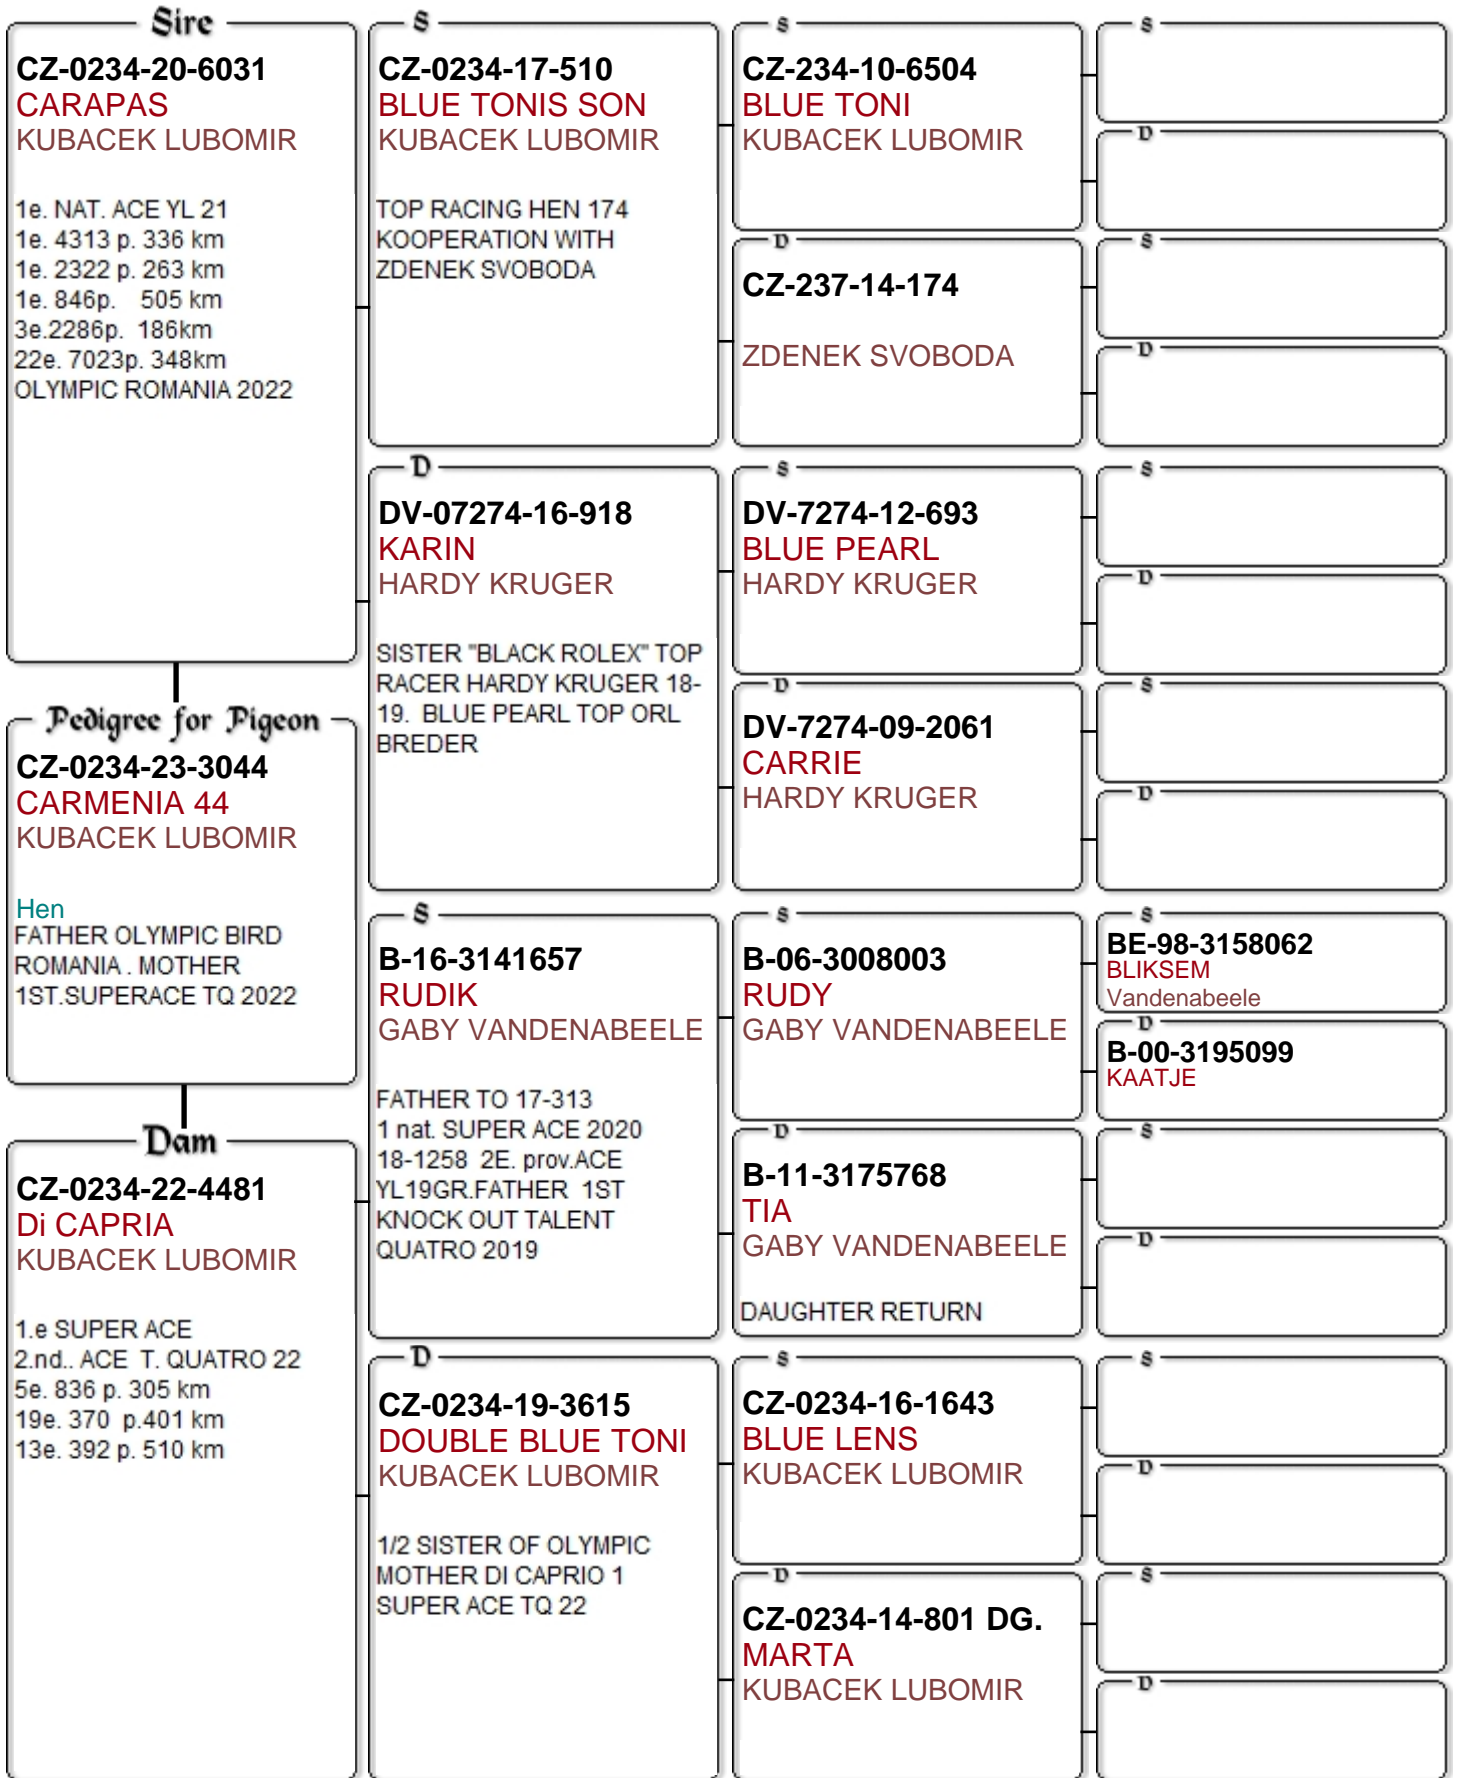 Sire
CZ-0234-20-6031
CARAPAS
KUBACEK LUBOMIR
1e. NAT. ACE YL 21
1e. 4313 p. 336 km
1e. 2322 p. 263 km
1e. 846p. 505 km
3e.2286p. 186km
22e. 7023p. 348km
OLYMPIC ROMANIA 2022
Pedigree for Pigeon
CZ-0234-23-3044
CARMENIA 44
KUBACEK LUBOMIR
Hen
FATHER OLYMPIC BIRD
ROMANIA . MOTHER
1ST.SUPERACE TQ 2022
Dam
CZ-0234-22-4481
Di CAPRIA
KUBACEK LUBOMIR
1.e SUPER ACE
2.nd.. ACE T. QUATRO 22
5e. 836 p. 305 km
19e. 370 p.401 km
13e. 392 p. 510 km
S
CZ-0234-17-510
BLUE TONIS SON
KUBACEK LUBOMIR
TOP RACING HEN 174
KOOPERATION WITH
ZDENEK SVOBODA
D
DV-07274-16-918
KARIN
HARDY KRUGER
SISTER "BLACK ROLEX" TOP
RACER HARDY KRUGER 18-
19. BLUE PEARL TOP ORL
BREDER
S
B-16-3141657
RUDIK
GABY VANDENABEELE
FATHER TO 17-313
1 nat. SUPER ACE 2020
18-1258 2E. prov.ACE
YL19GR.FATHER 1ST
KNOCK OUT TALENT
QUATRO 2019
D
CZ-0234-19-3615
DOUBLE BLUE TONI
KUBACEK LUBOMIR
1/2 SISTER OF OLYMPIC
MOTHER DI CAPRIO 1
SUPER ACE TQ 22
S
CZ-234-10-6504
BLUE TONI
KUBACEK LUBOMIR
D
CZ-237-14-174
ZDENEK SVOBODA
S
DV-7274-12-693
BLUE PEARL
HARDY KRUGER
D
DV-7274-09-2061
CARRIE
HARDY KRUGER
S
B-06-3008003
RUDY
GABY VANDENABEELE
D
B-11-3175768
TIA
GABY VANDENABEELE
DAUGHTER RETURN
S
CZ-0234-16-1643
BLUE LENS
KUBACEK LUBOMIR
D
CZ-0234-14-801 DG.
MARTA
KUBACEK LUBOMIR
S
D
S
D
S
D
S
D
S
BE-98-3158062
BLIKSEM
Vandenabeele
D
B-00-3195099
KAATJE
S
D
S
D
S
D